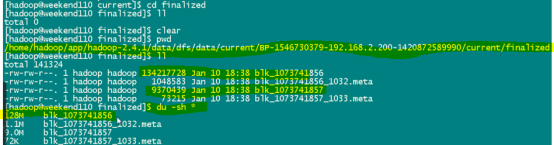 [hadoop@weekend110 current]$ cd finalized
[hadoop@weekend110 finalized]$ ll
total 0
[hadoop@weekend110 finalized]$ clear
[hadoop@weekend110 finalized]$ pwd
/home/hadoop/app/hadoop-2.4.1/data/dfs/data/current/BP-1546730379-192.168.2.200-1420872589990/current/finalized
[hadoop@weekend110 finalized]$ ll
total 141324
-rw-rw-r--. 1 hadoop hadoop 134217728 Jan 10 18:38 blk_1073741856
-rw-rw-r--. 1 hadoop hadoop 1048583 Jan 10 18:38 blk_1073741856_1032.meta
-rw-rw-r--. 1 hadoop hadoop 9370439 Jan 10 18:38 blk_1073741857
-rw-rw-r--. 1 hadoop hadoop 73215 Jan 10 18:38 blk_1073741857_1033.meta
[hadoop@weekend110 finalized]$ du -sh *
128M blk_1073741856
1.1M blk_1073741856_1032.meta
9.0M blk_1073741857
72K blk_1073741857_1033.meta